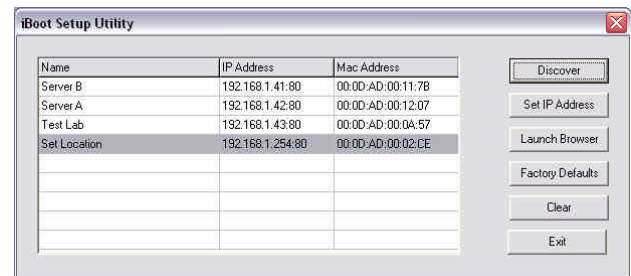 iBoot Setup Utility
Name IP Address Mac Address
Server B 192.168.1.41:80 00:0D:AD:00:11:7B
Server A 192.168.1.42:80 00:0D:AD:00:12:07
Test Lab 192.168.1.43:80 00:0D:AD:00:0A:57
Set Location 192.168.1.254:80 00:0D:AD:00:02:CE
Discover
Set IP Address
Launch Browser
Factory Defaults
Clear
Exit